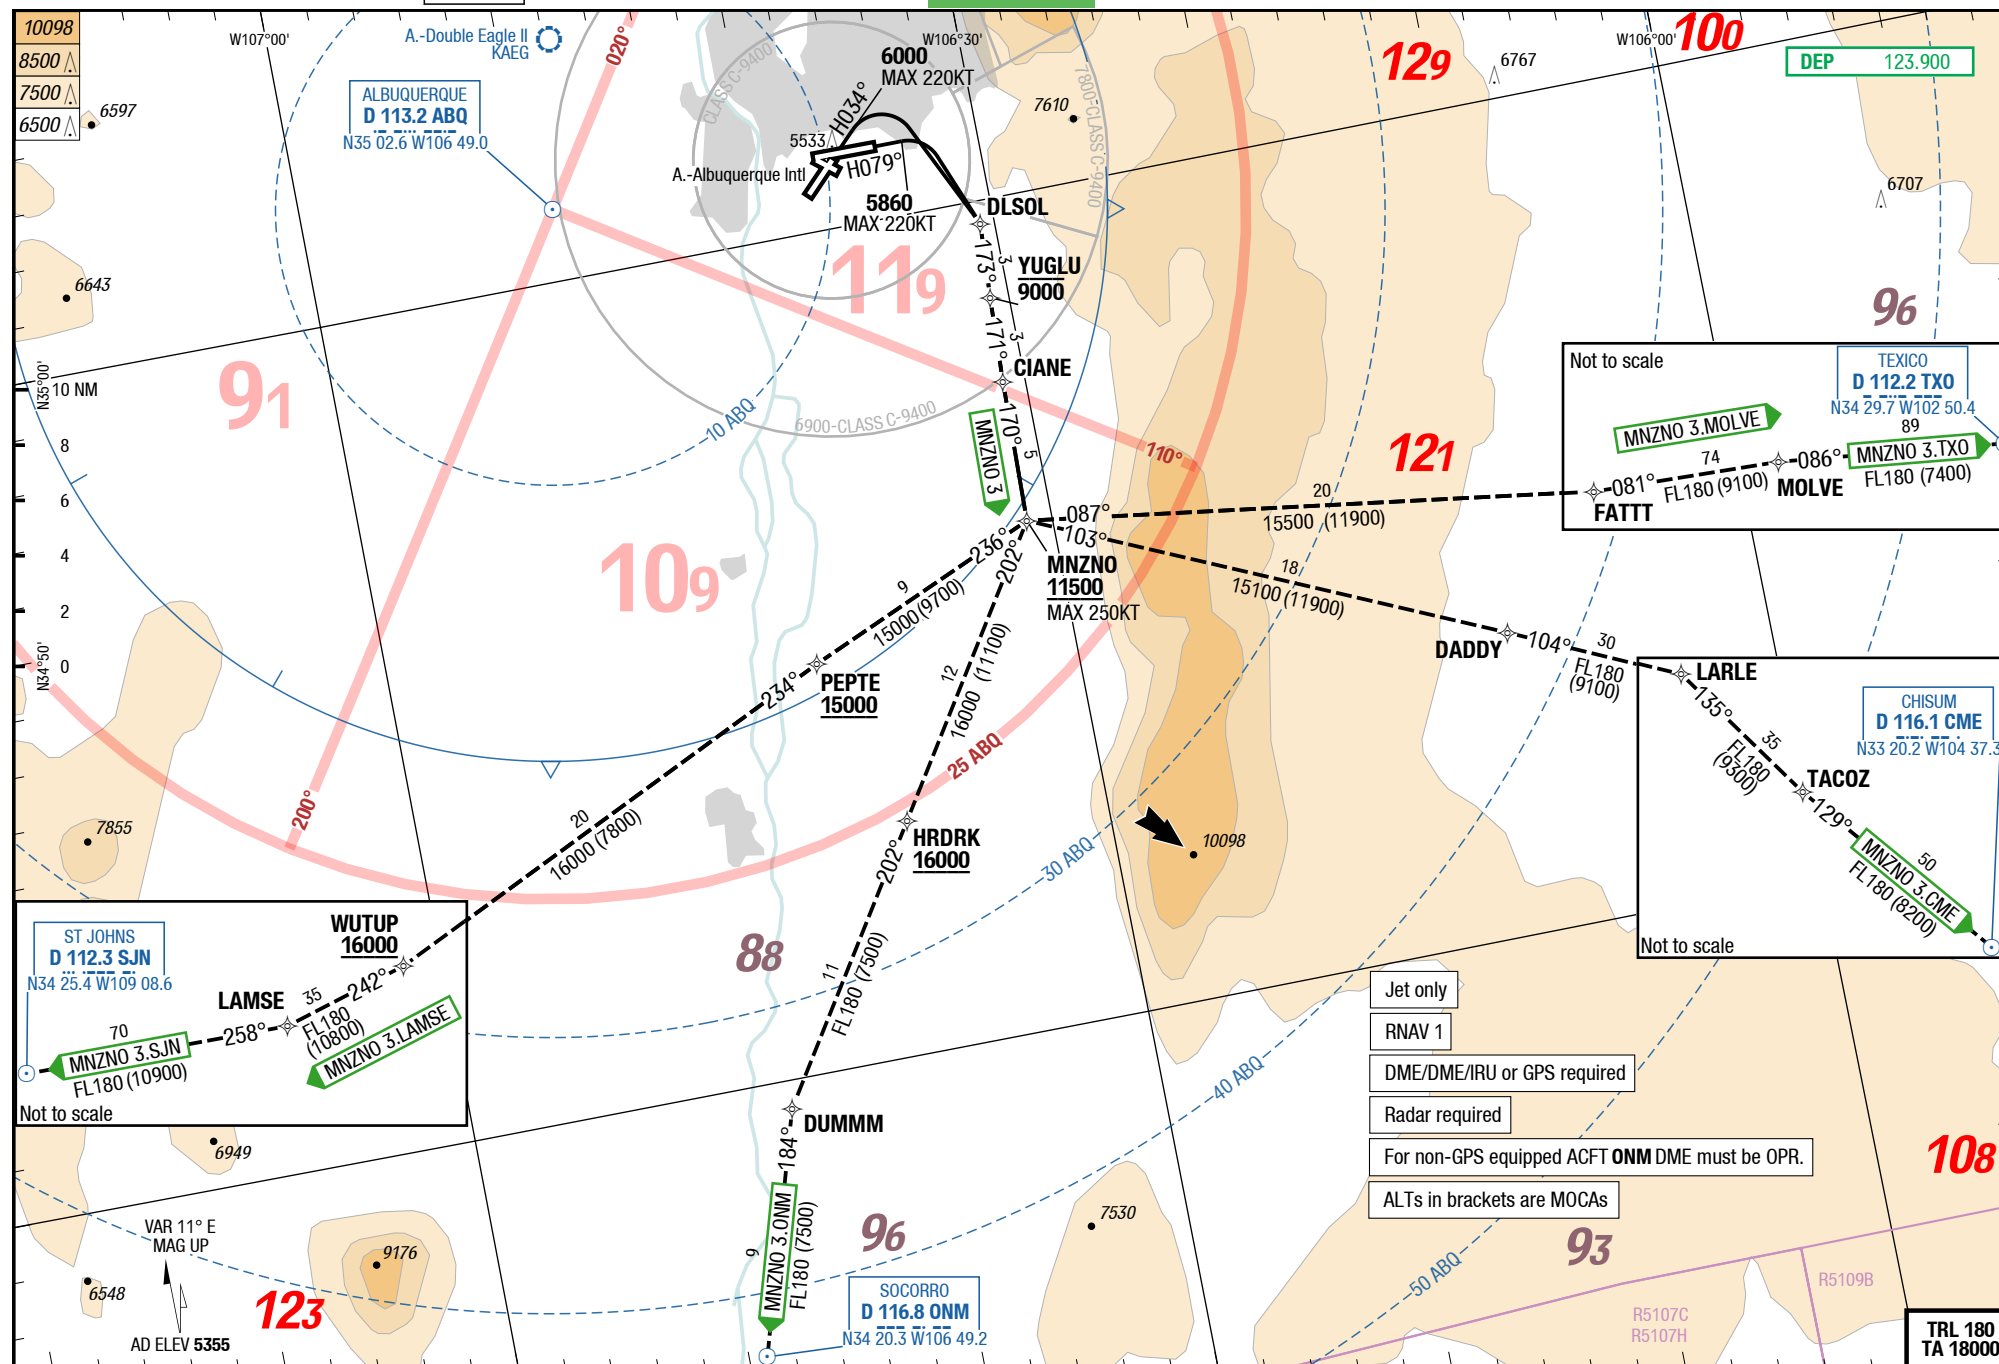 10098
8500
7500
6500
6597
W107°00'
A.-Double Eagle II
KAEG
020°
CLASS C-9400
6000
MAX 220KT
W106°30'
129
6767
W106°00'
100
DEP 123.900
ALBUQUERQUE
D 113.2 ABQ
N35 02.6 W106 49.0
5533
H034°
H079°
A.-Albuquerque Intl
5860
MAX 220KT
7610
7800-CLASS C-9400
6707
DLSOL
173°
3
YUGLU
9000
119
6643
171°
3
CIANE
96
91
N35°00'
10 NM
8
6
4
2
0
N34°50'
10 ABQ
6900-CLASS C-9400
170°
5
MNZNO 3
110°
121
Not to scale
TEXICO
D 112.2 TXO
N34 29.7 W102 50.4
MNZNO 3.MOLVE
89
MNZNO 3.TXO
FL180 (7400)
086°
MOLVE
74
FL180 (9100)
081°
FATTT
20
15500 (11900)
087°
103°
MNZNO
11500
MAX 250KT
18
15100 (11900)
DADDY
104°
30
FL180
(9100)
LARLE
135°
35
FL180
(9300)
TACOZ
129°
50
MNZNO 3.CME
FL180 (8200)
CHISUM
D 116.1 CME
N33 20.2 W104 37.3
Not to scale
109
236°
202°
9
15000 (9700)
PEPTE
15000
234°
12
16000 (11100)
25 ABQ
200°
7855
20
16000 (7800)
HRDRK
16000
202°
30 ABQ
10098
88
11
FL180 (7500)
ST JOHNS
D 112.3 SJN
N34 25.4 W109 08.6
WUTUP
16000
242°
35
FL180
(10800)
LAMSE
258°
70
MNZNO 3.SJN
FL180 (10900)
MNZNO 3.LAMSE
Not to scale
Jet only
RNAV 1
DME/DME/IRU or GPS required
Radar required
For non-GPS equipped ACFT ONM DME must be OPR.
ALTs in brackets are MOCAs
40 ABQ
DUMMM
184°
9
MNZNO 3.ONM
FL180 (7500)
96
SOCORRO
D 116.8 ONM
N34 20.3 W106 49.2
6949
VAR 11° E
MAG UP
6548
AD ELEV 5355
9176
123
7530
50 ABQ
93
108
R5109B
R5107C
R5107H
TRL 180
TA 18000